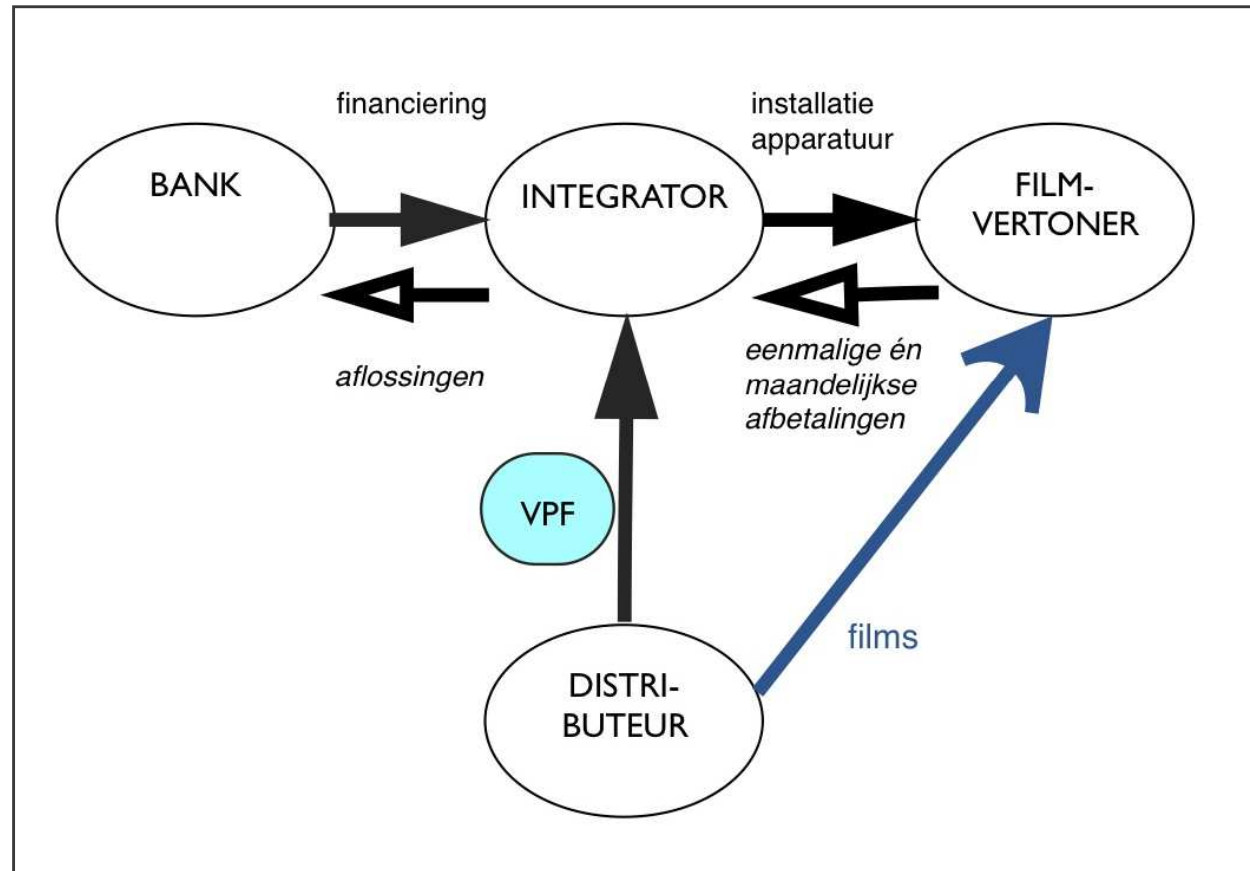 financiering
installatie
apparatuur
BANK
INTEGRATOR
FILM-
VERTONER
aflossingen
eenmalige én
maandelijkse
afbetalingen
VPF
films
DISTRI-
BUTEUR